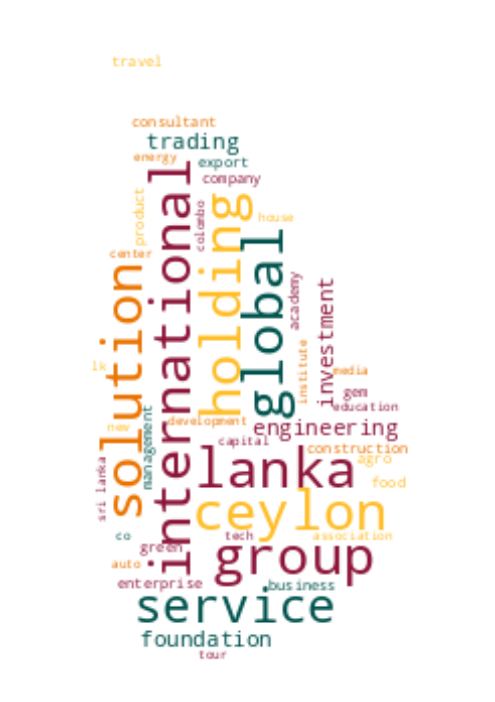 travel
consultant
trading
energy
export
company
international
product
colombo
holding
house
global
center
solution
academy
investment
institute
lk
media
gem
education
management
new
development
engineering
capital
construction
lanka
agro
sri lanka
food
ceylon
co
tech
association
green
group
auto
enterprise
business
service
foundation
tour